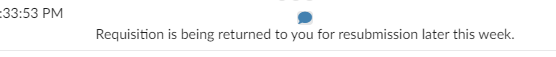 :33:53 PM
Requisition is being returned to you for resubmission later this week.